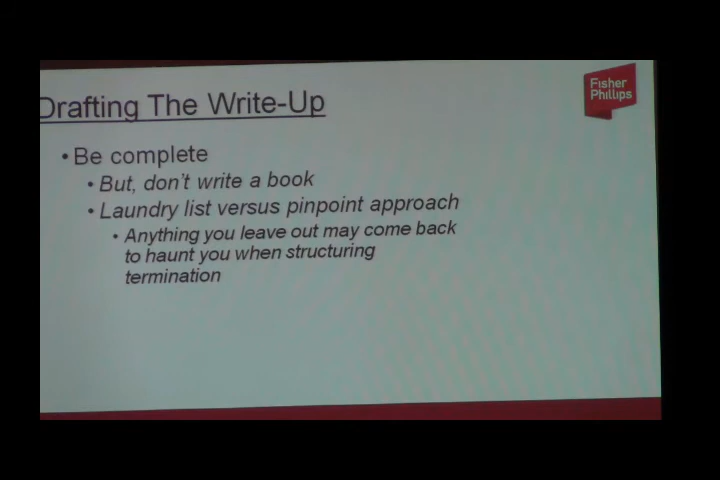 Drafting The Write-Up
Fisher
Phillips
• Be complete
• But, don't write a book
• Laundry list versus pinpoint approach
• Anything you leave out may come back
to haunt you when structuring
termination